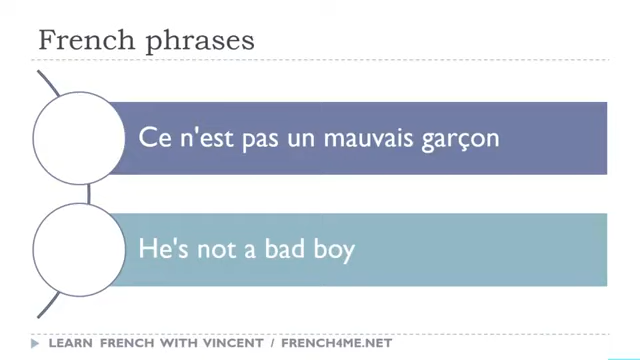 French phrases
Ce n'est pas un mauvais garçon
He's not a bad boy
LEARN FRENCH WITH VINCENT / FRENCH4ME.NET